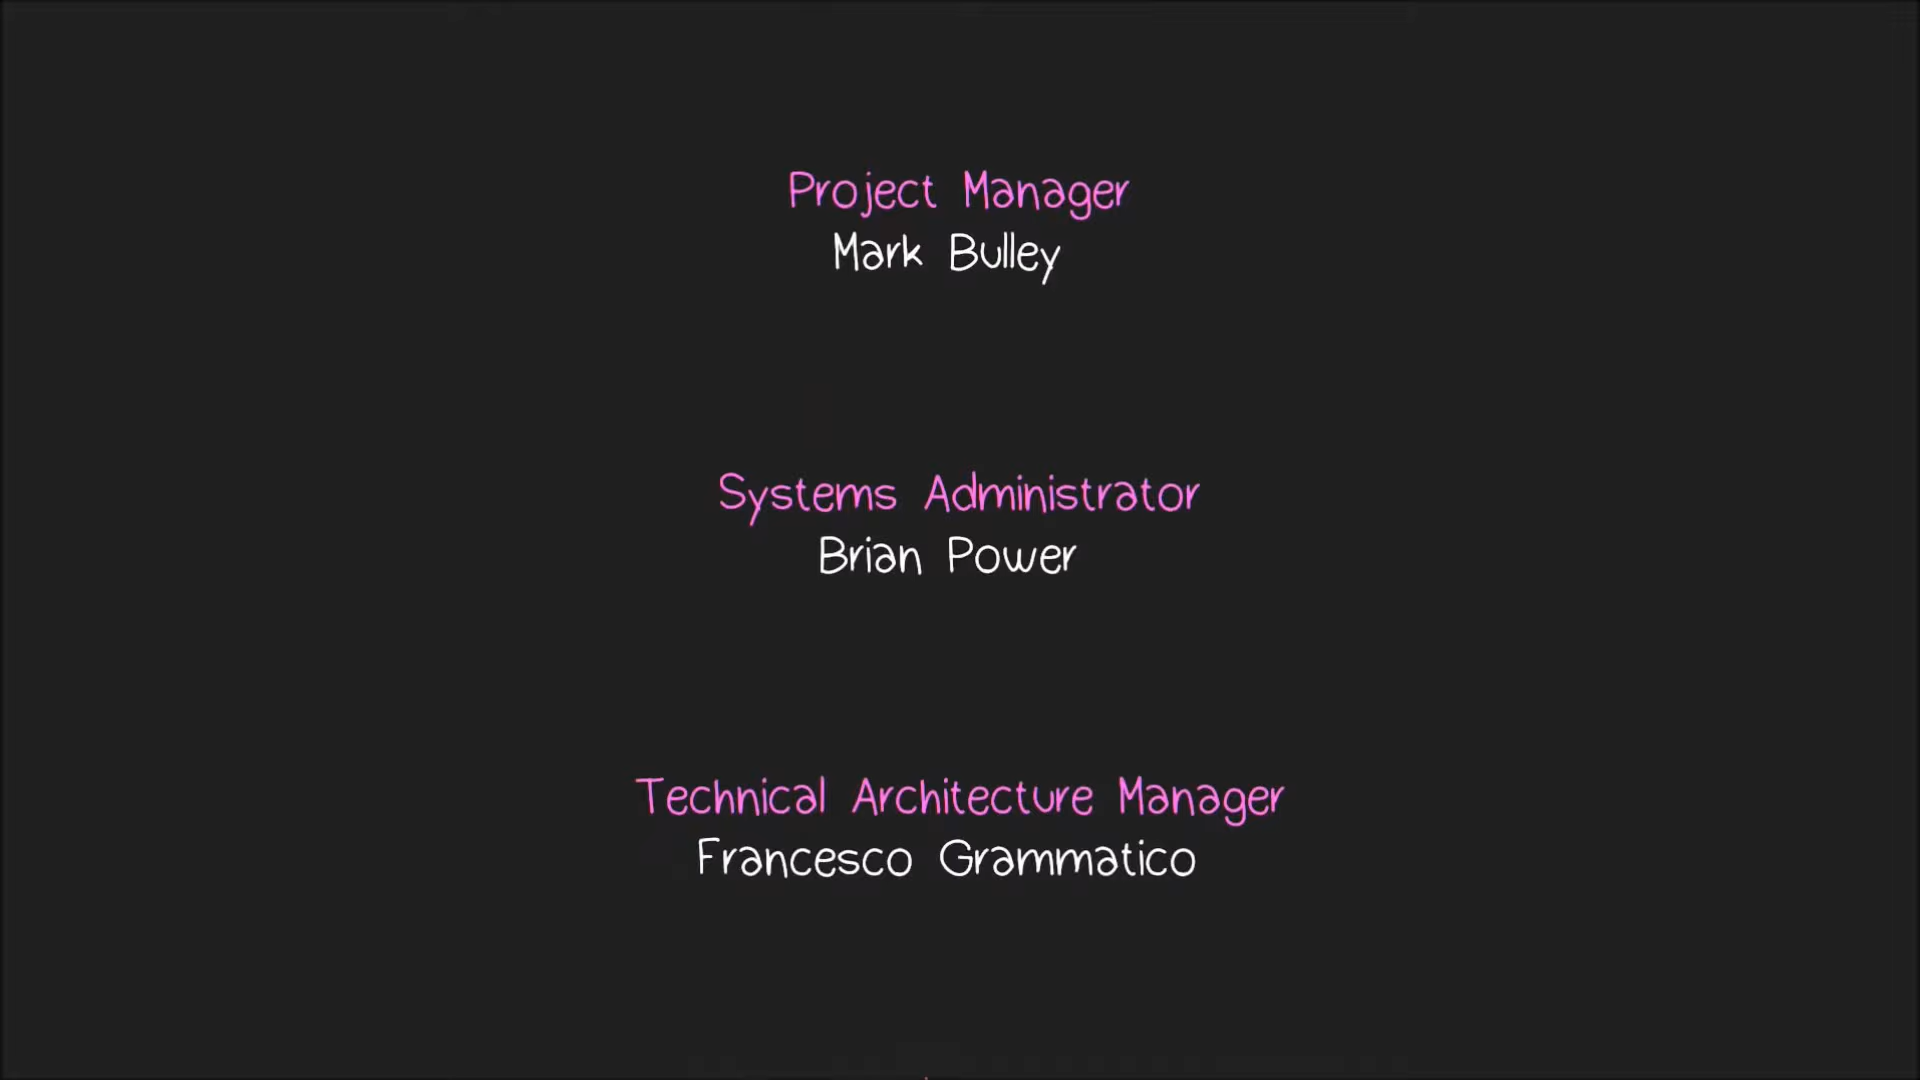 Project Manager
Mark Bulley
Systems Administrator
Brian Power
Technical Architecture Manager
Francesco Grammatico